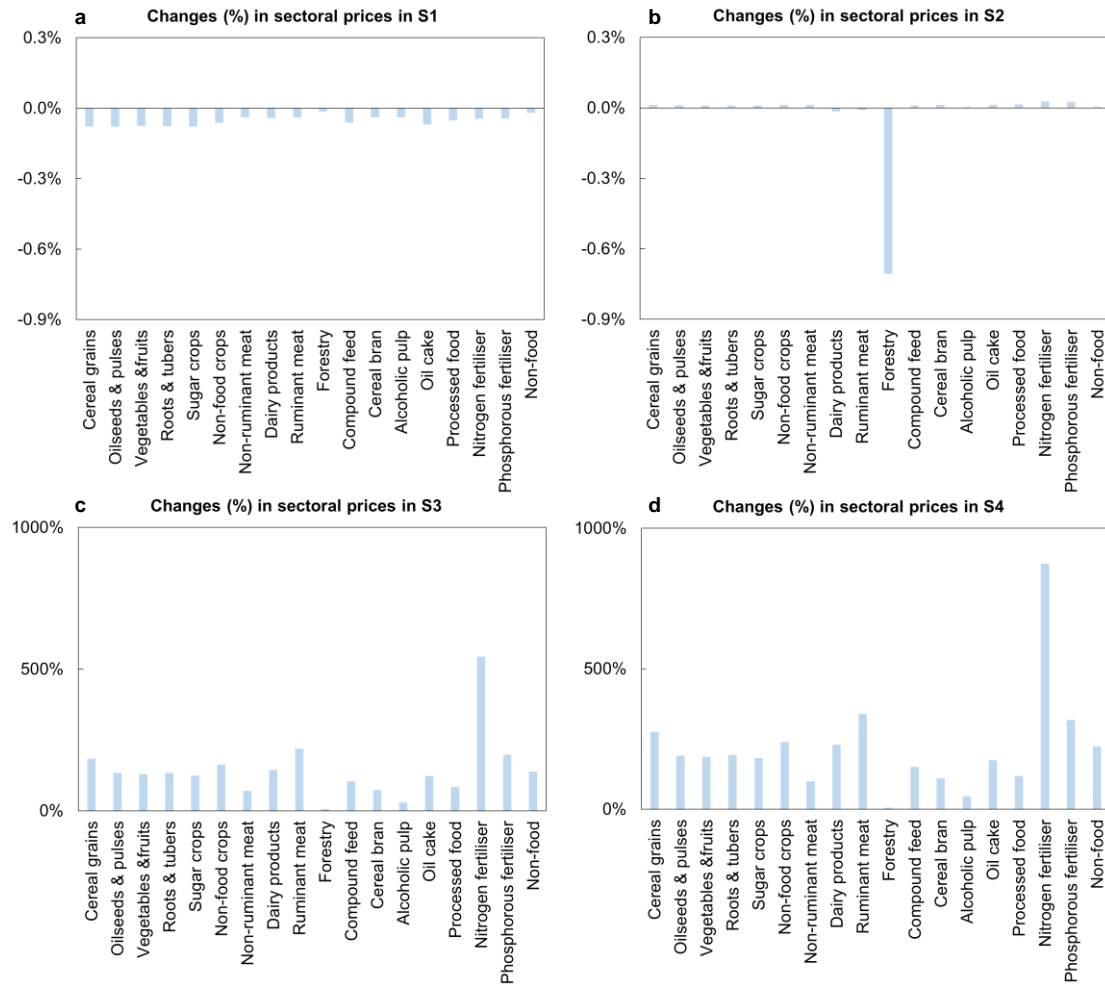 a Changes (%) in sectoral prices in S1
0.3%
0.0%
-0.3%
-0.6%
-0.9%
Cereal grains
Oilseeds & pulses
Vegetables &fruits
Roots & tubers
Sugar crops
Non-food crops
Non-ruminant meat
Dairy products
Ruminant meat
Forestry
Compound feed
Cereal bran
Alcoholic pulp
Oil cake
Processed food
Nitrogen fertiliser
Phosphorous fertiliser
Non-food
b Changes (%) in sectoral prices in S2
0.3%
0.0%
-0.3%
-0.6%
-0.9%
Cereal grains
Oilseeds & pulses
Vegetables &fruits
Roots & tubers
Sugar crops
Non-food crops
Non-ruminant meat
Dairy products
Ruminant meat
Forestry
Compound feed
Cereal bran
Alcoholic pulp
Oil cake
Processed food
Nitrogen fertiliser
Phosphorous fertiliser
Non-food
c Changes (%) in sectoral prices in S3
1000%
500%
0%
Cereal grains
Oilseeds & pulses
Vegetables &fruits
Roots & tubers
Sugar crops
Non-food crops
Non-ruminant meat
Dairy products
Ruminant meat
Forestry
Compound feed
Cereal bran
Alcoholic pulp
Oil cake
Processed food
Nitrogen fertiliser
Phosphorous fertiliser
Non-food
d Changes (%) in sectoral prices in S4
1000%
500%
0%
Cereal grains
Oilseeds & pulses
Vegetables &fruits
Roots & tubers
Sugar crops
Non-food crops
Non-ruminant meat
Dairy products
Ruminant meat
Forestry
Compound feed
Cereal bran
Alcoholic pulp
Oil cake
Processed food
Nitrogen fertiliser
Phosphorous fertiliser
Non-food